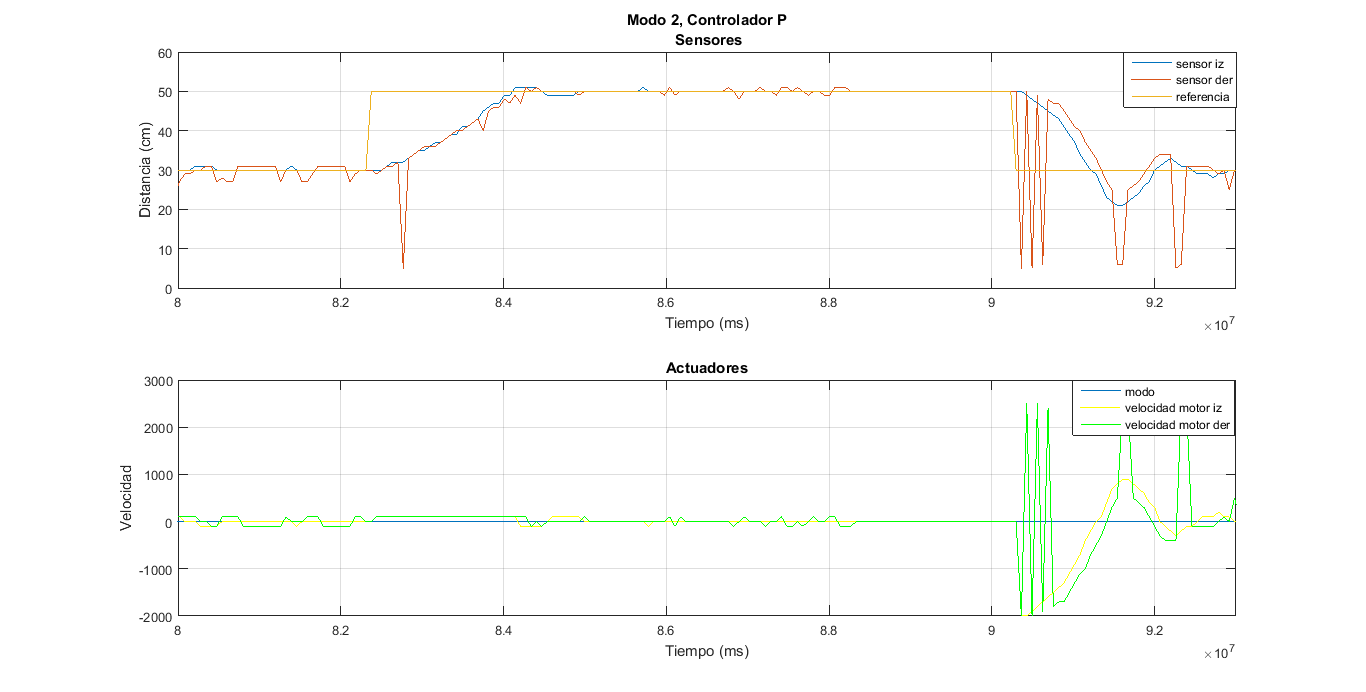 Modo 2, Controlador P
Sensores
60
50
40
30
20
10
0
Distancia (cm)
sensor iz
sensor der
referencia
8
8.2
8.4
8.6
8.8
9
9.2
×10^7
Tiempo (ms)
Actuadores
3000
2000
1000
0
-1000
-2000
Velocidad
modo
velocidad motor iz
velocidad motor der
8
8.2
8.4
8.6
8.8
9
9.2
×10^7
Tiempo (ms)